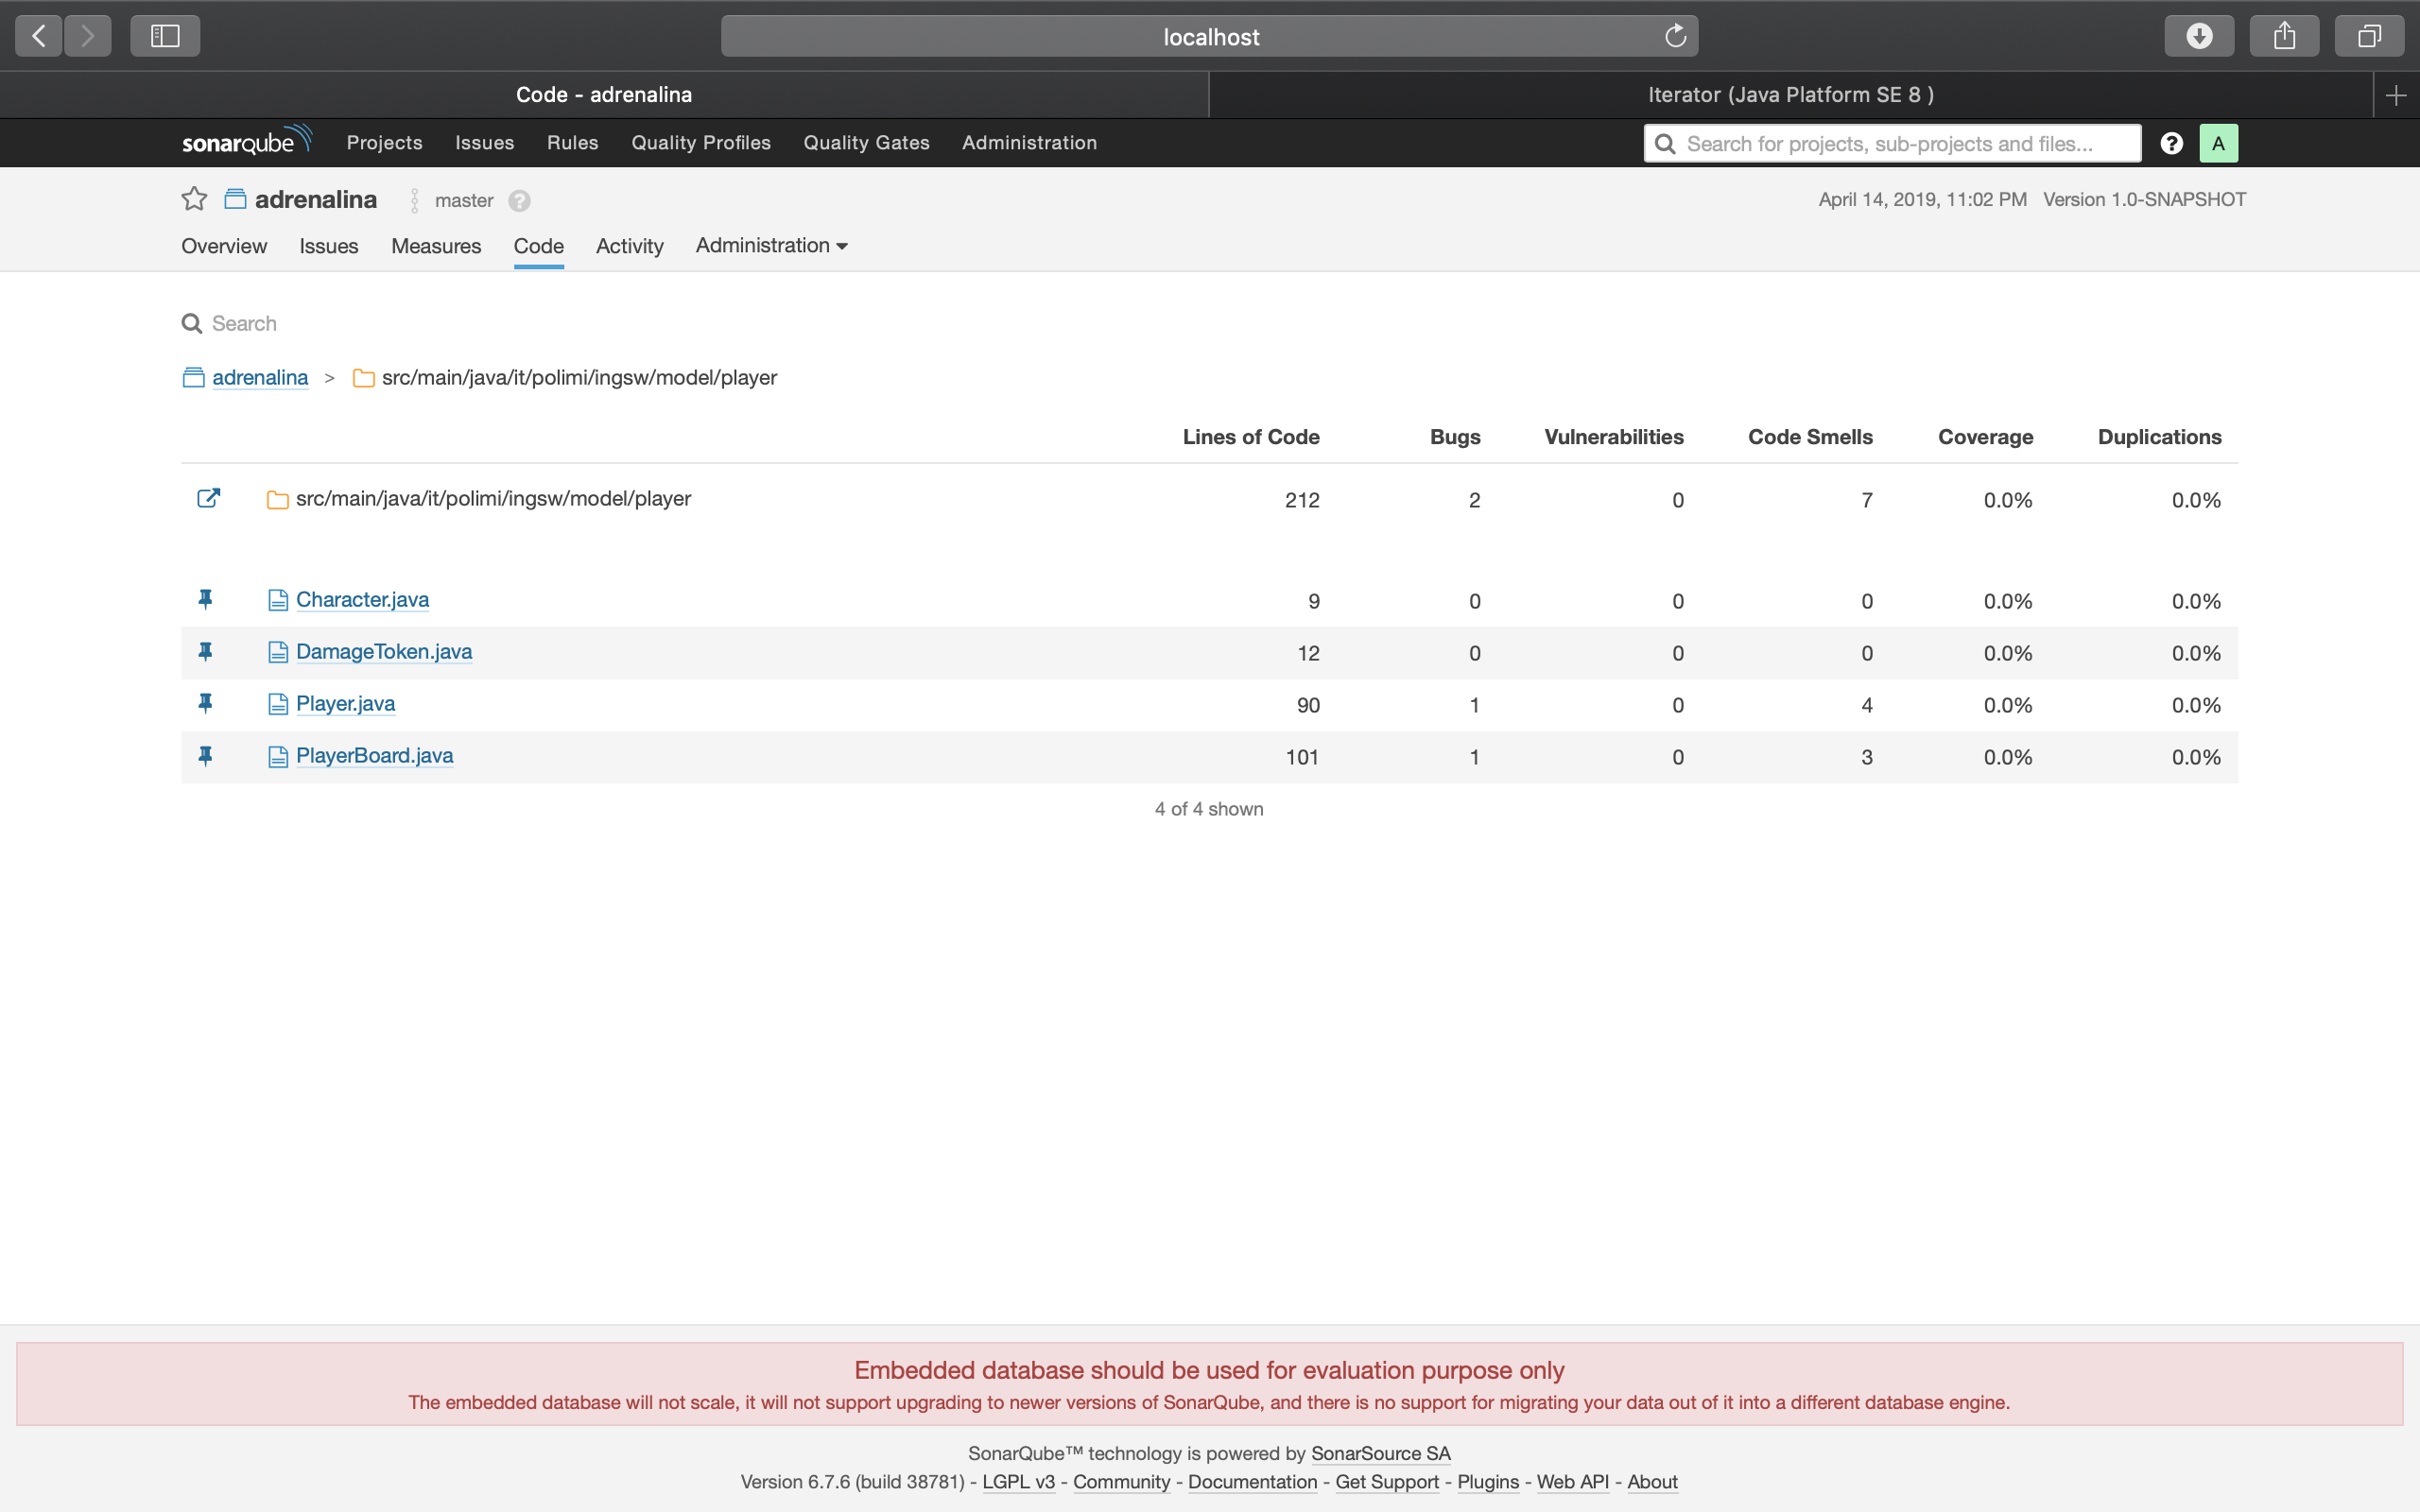 localhost
Code - adrenalina
Iterator (Java Platform SE 8 )
sonarqube Projects Issues Rules Quality Profiles Quality Gates Administration Search for projects, sub-projects and files... ? A
adrenalina master ? April 14, 2019, 11:02 PM Version 1.0-SNAPSHOT
Overview Issues Measures Code Activity Administration
Search
adrenalina > src/main/java/it/polimi/ingsw/model/player
Lines of Code Bugs Vulnerabilities Code Smells Coverage Duplications
src/main/java/it/polimi/ingsw/model/player 212 2 0 7 0.0% 0.0%
Character.java 9 0 0 0 0.0% 0.0%
DamageToken.java 12 0 0 0 0.0% 0.0%
Player.java 90 1 0 4 0.0% 0.0%
PlayerBoard.java 101 1 0 3 0.0% 0.0%
4 of 4 shown
Embedded database should be used for evaluation purpose only
The embedded database will not scale, it will not support upgrading to newer versions of SonarQube, and there is no support for migrating your data out of it into a different database engine.
SonarQube™ technology is powered by SonarSource SA
Version 6.7.6 (build 38781) - LGPL v3 - Community - Documentation - Get Support - Plugins - Web API - About